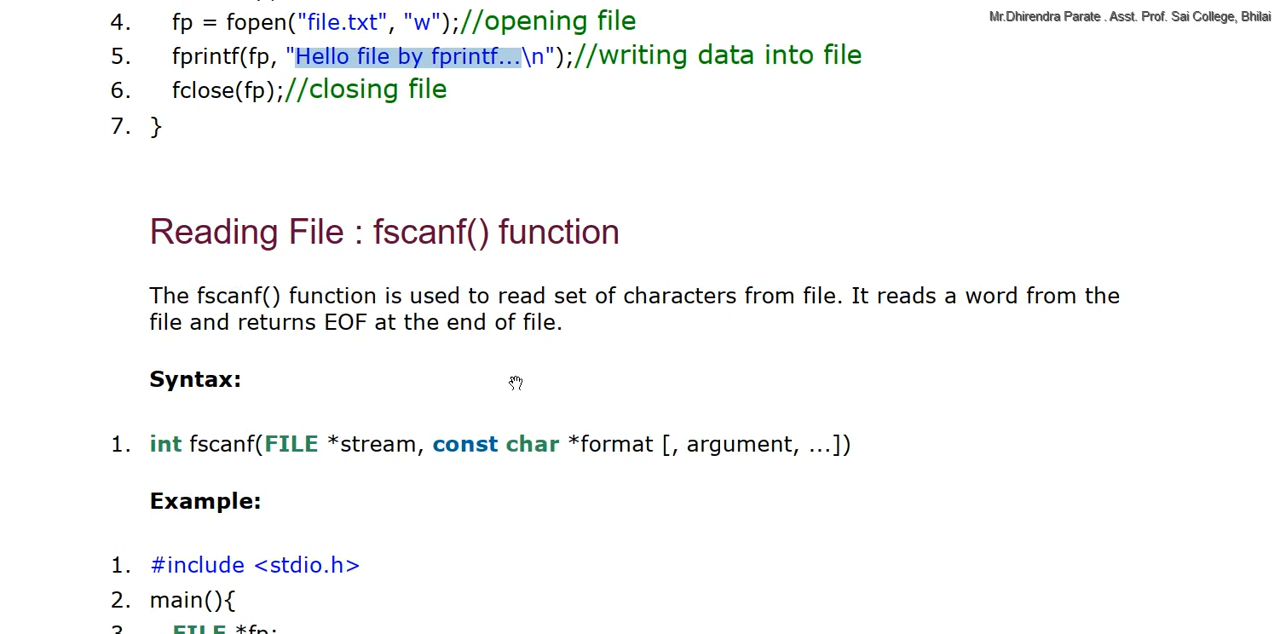 Mr.Dhirendra Parate . Asst. Prof. Sai College, Bhilai
4. fp = fopen("file.txt", "w");//opening file
5. fprintf(fp, "Hello file by fprintf...\n");//writing data into file
6. fclose(fp);//closing file
7. }
Reading File : fscanf() function
The fscanf() function is used to read set of characters from file. It reads a word from the
file and returns EOF at the end of file.
Syntax:
1. int fscanf(FILE *stream, const char *format [, argument, ...])
Example:
1. #include <stdio.h>
2. main(){
3. FILE *fp;